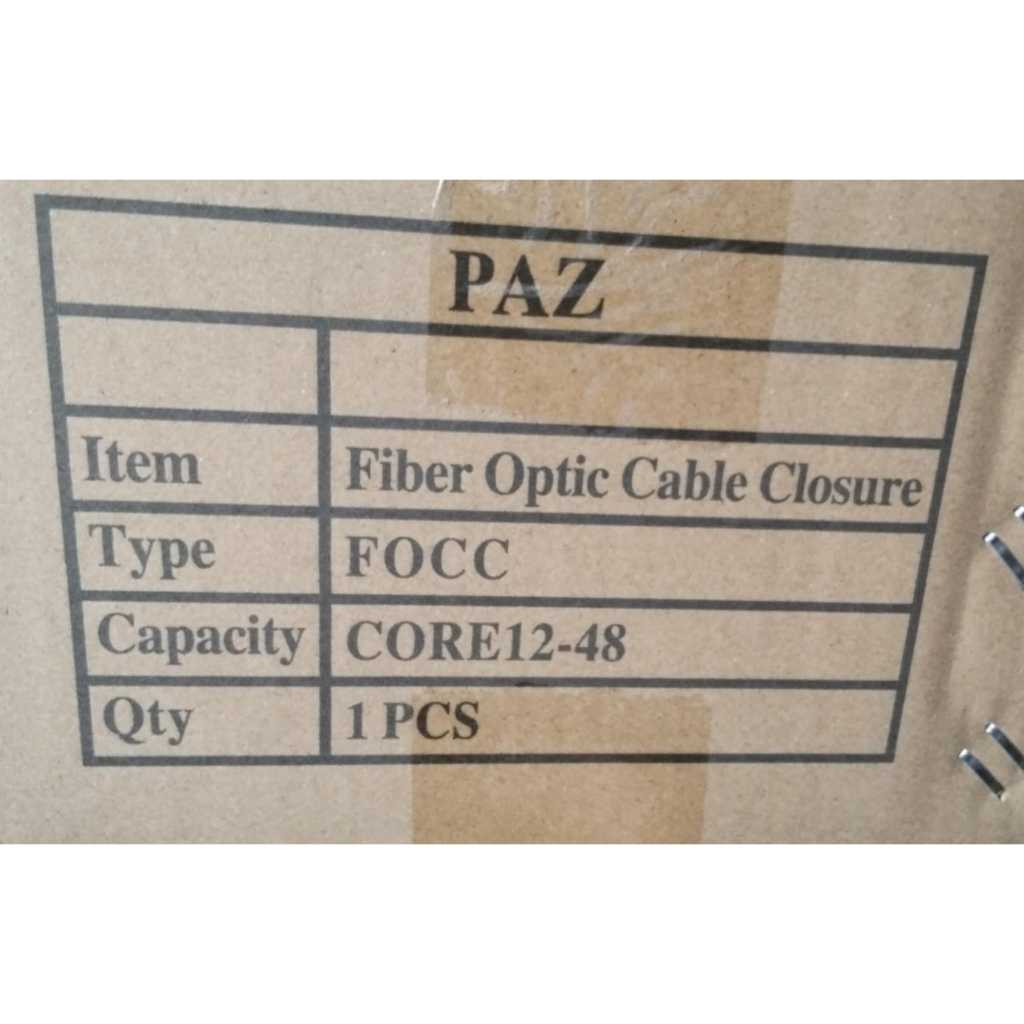 PAZ
Item Fiber Optic Cable Closure
Type FOCC
Capacity CORE12-48
Qty 1 PCS